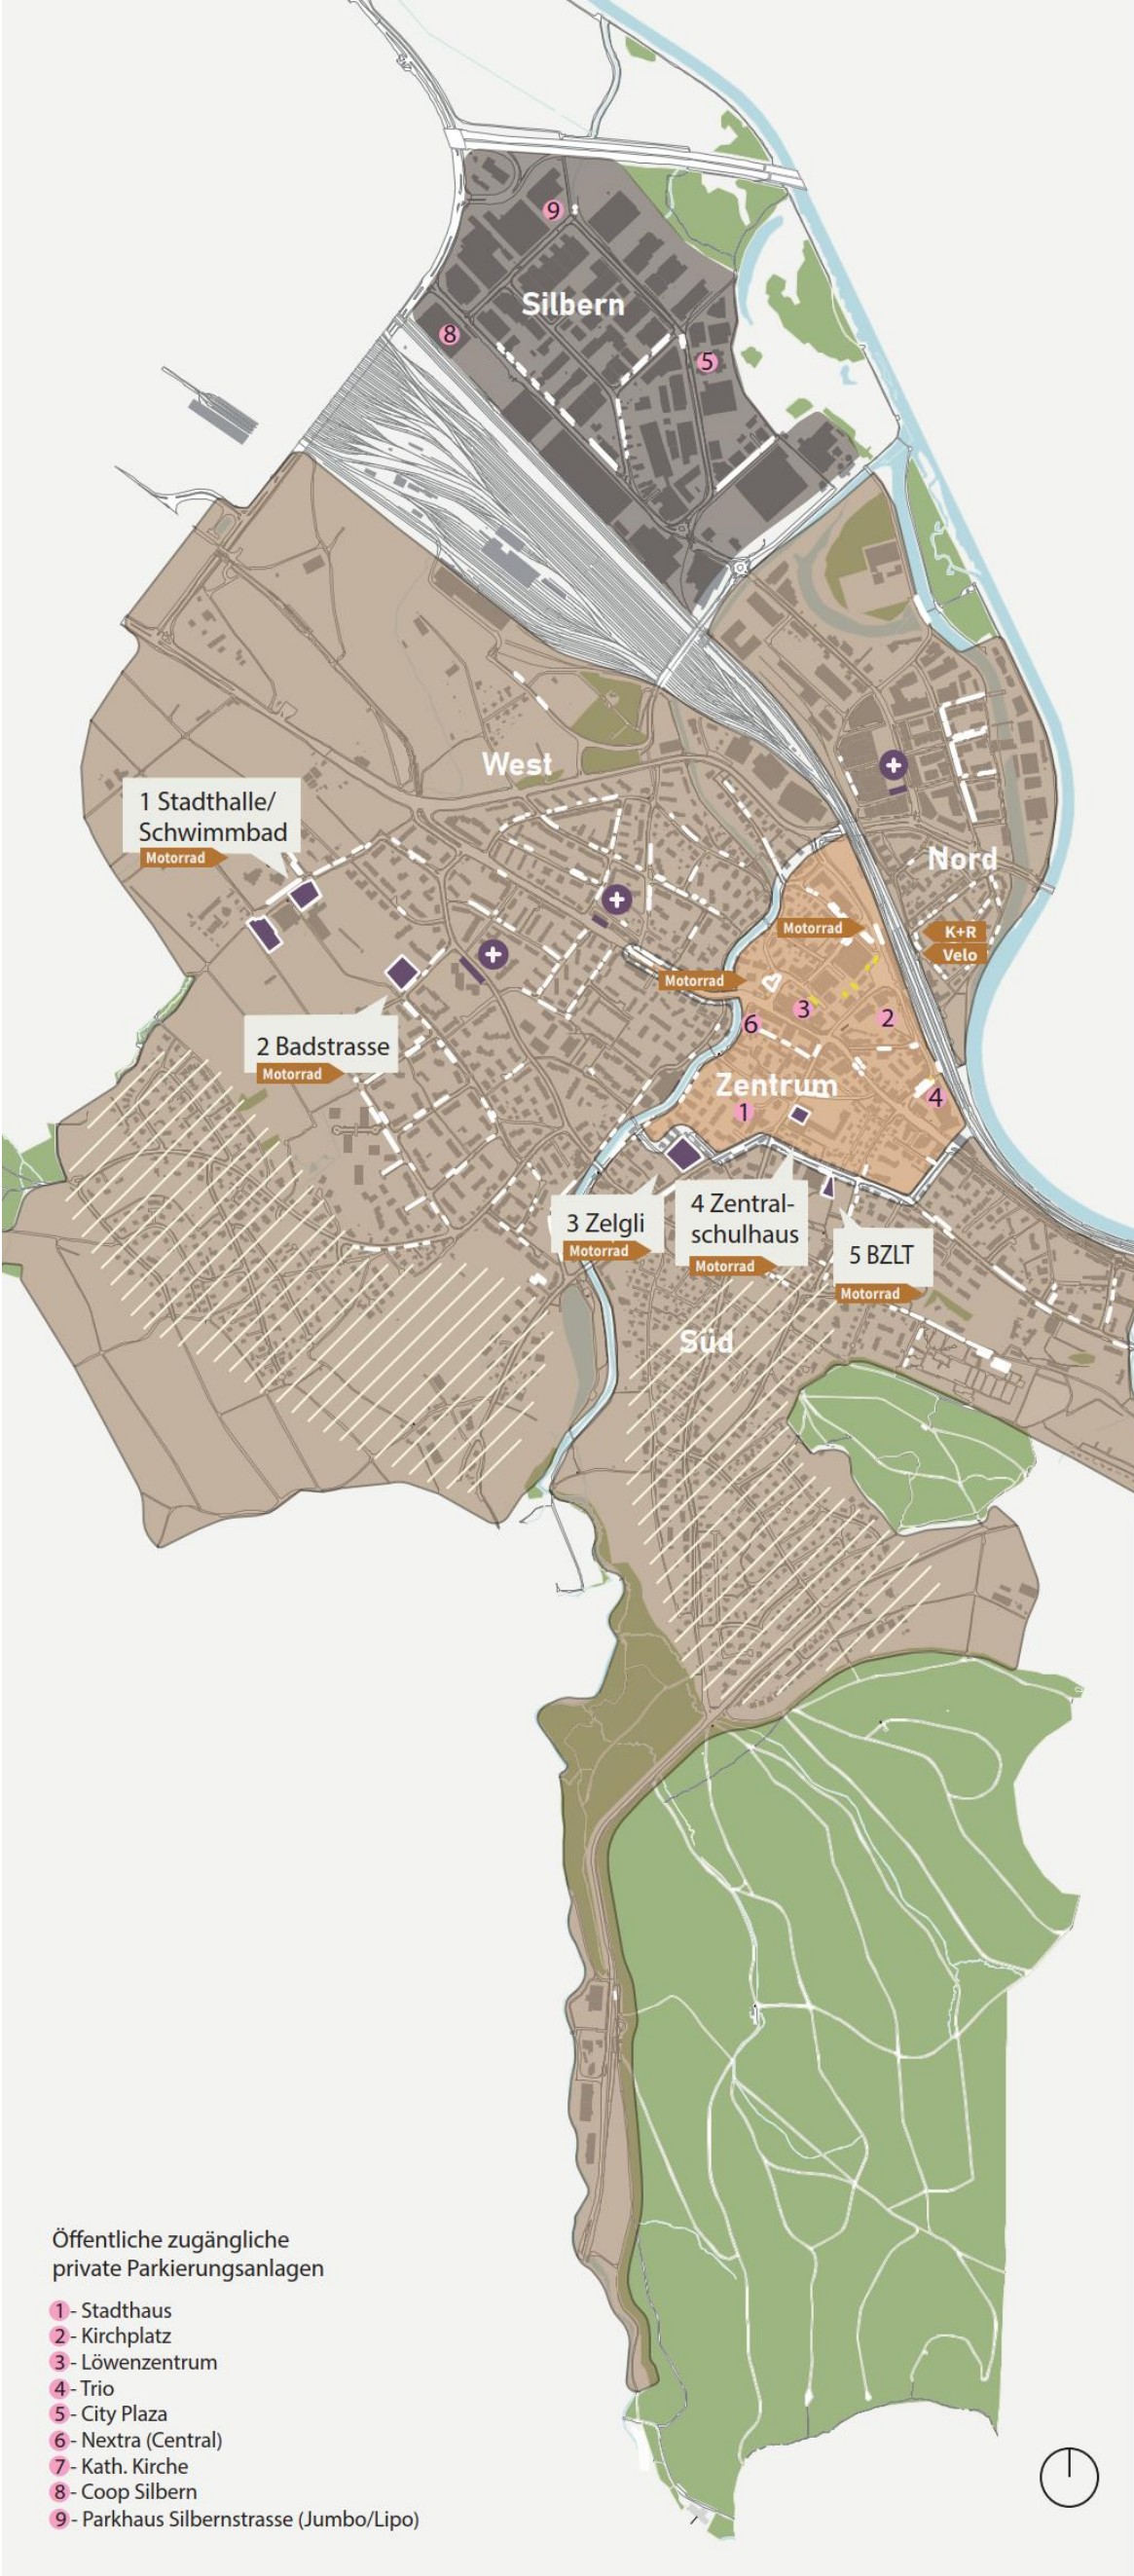 9
Silbern
8
5
West
1 Stadthalle/
Schwimmbad
Motorrad
Nord
Motorrad
K+R
Velo
Motorrad
3
2
6
2 Badstrasse
Motorrad
Zentrum
4
1
3 Zelgli
Motorrad
4 Zentral-
schulhaus
Motorrad
5 BZLT
Motorrad
Süd
Öffentliche zugängliche
private Parkierungsanlagen
1 - Stadthaus
2 - Kirchplatz
3 - Löwenzentrum
4 - Trio
5 - City Plaza
6 - Nextra (Central)
7 - Kath. Kirche
8 - Coop Silbern
9 - Parkhaus Silbernstrasse (Jumbo/Lipo)